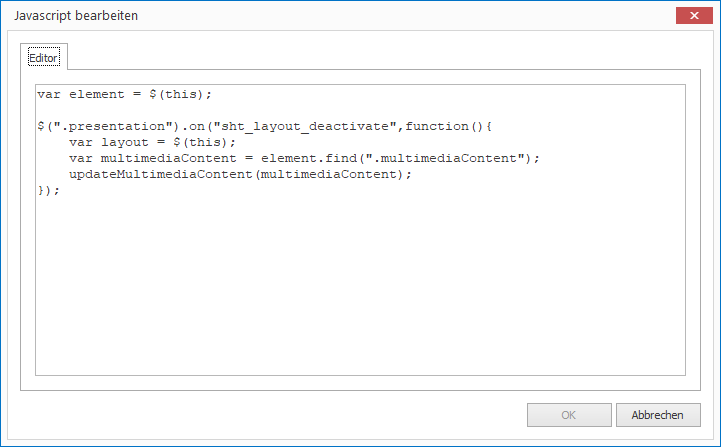 Javascript bearbeiten
Editor
var element = $(this);
$(".presentation").on("sht_layout_deactivate",function(){
    var layout = $(this);
    var multimediaContent = element.find(".multimediaContent");
    updateMultimediaContent(multimediaContent);
});
OK
Abbrechen